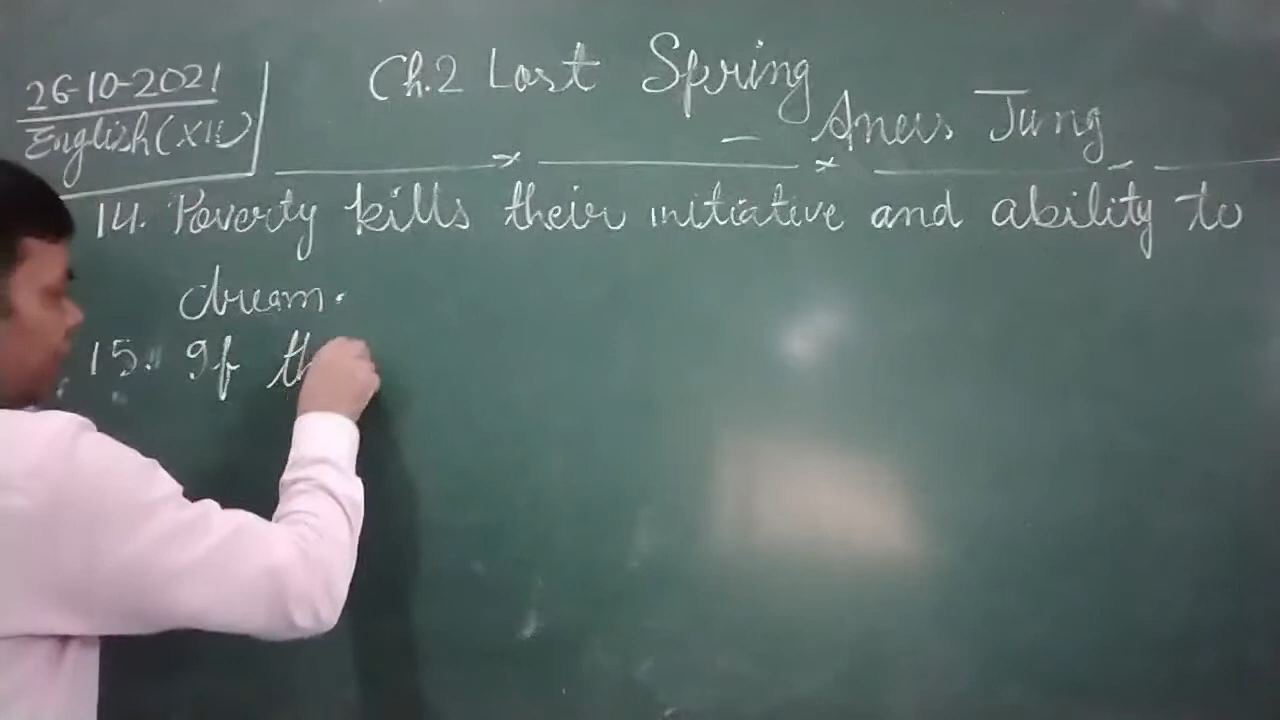 26-10-2021
English (XII)
Ch.2 Lost Spring
- Anees Jung
14. Poverty kills their initiative and ability to
dream.
15. If th